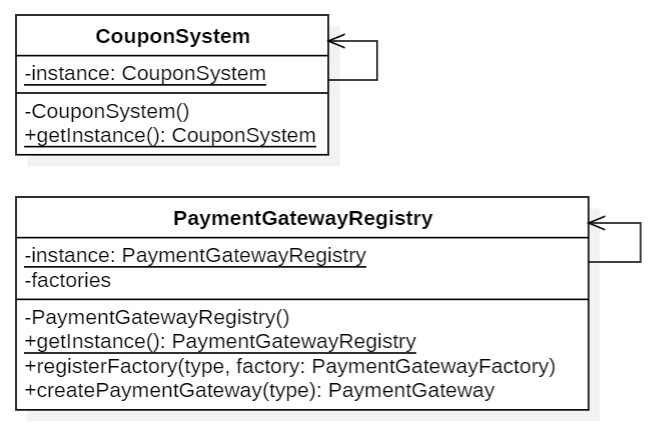 CouponSystem
-instance: CouponSystem
-CouponSystem()
+getInstance(): CouponSystem
PaymentGatewayRegistry
-instance: PaymentGatewayRegistry
-factories
-PaymentGatewayRegistry()
+getInstance(): PaymentGatewayRegistry
+registerFactory(type, factory: PaymentGatewayFactory)
+createPaymentGateway(type): PaymentGateway